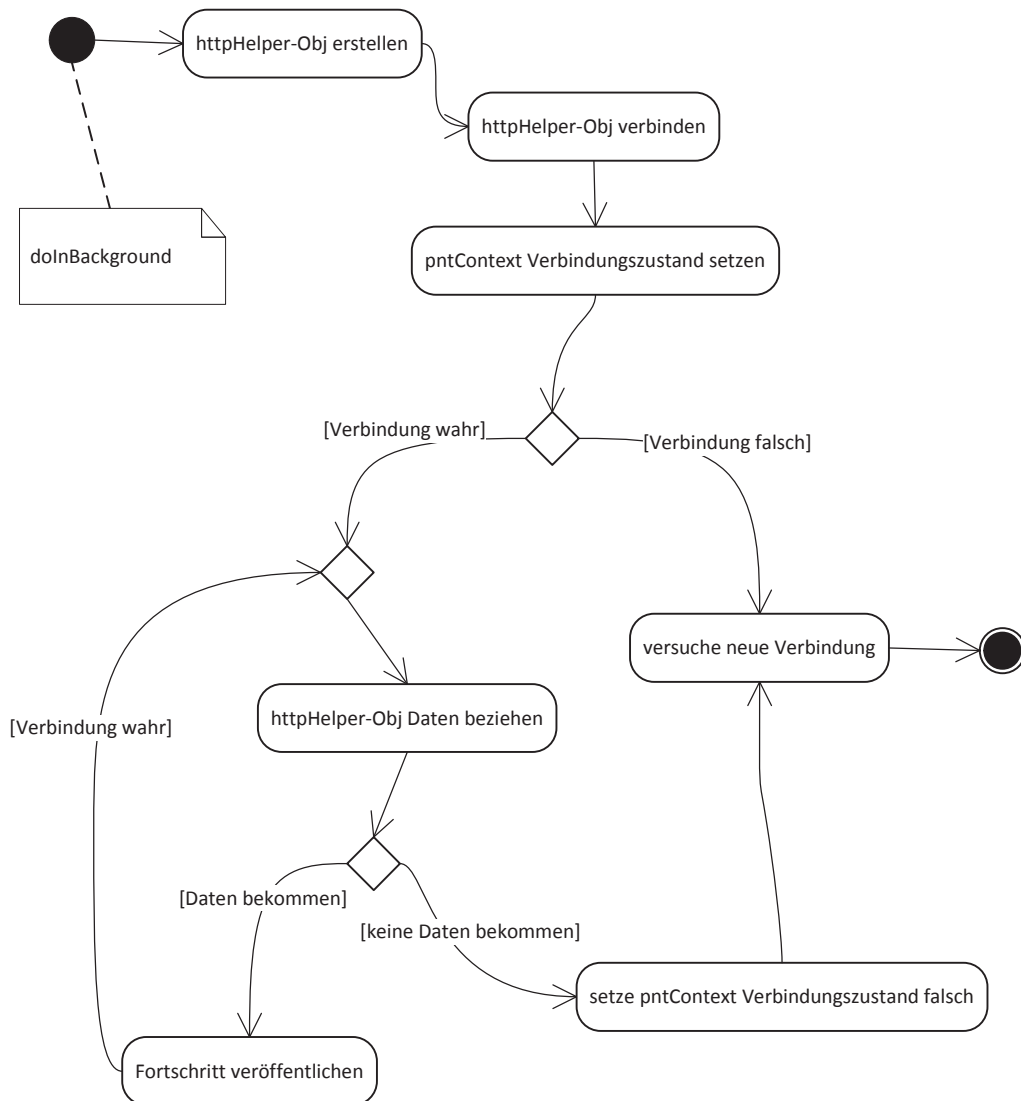 httpHelper-Obj erstellen
httpHelper-Obj verbinden
doInBackground
pntContext Verbindungszustand setzen
[Verbindung wahr]
[Verbindung falsch]
versuche neue Verbindung
httpHelper-Obj Daten beziehen
[Verbindung wahr]
[Daten bekommen]
[keine Daten bekommen]
setze pntContext Verbindungszustand falsch
Fortschritt veröffentlichen